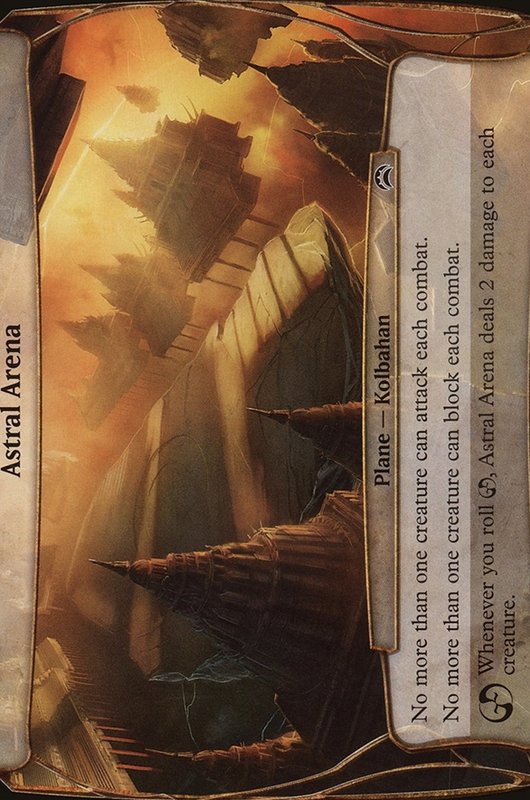 Astral Arena
Plane — Kolbahan
No more than one creature can attack each combat.
No more than one creature can block each combat.
Whenever you roll , Astral Arena deals 2 damage to each
creature.